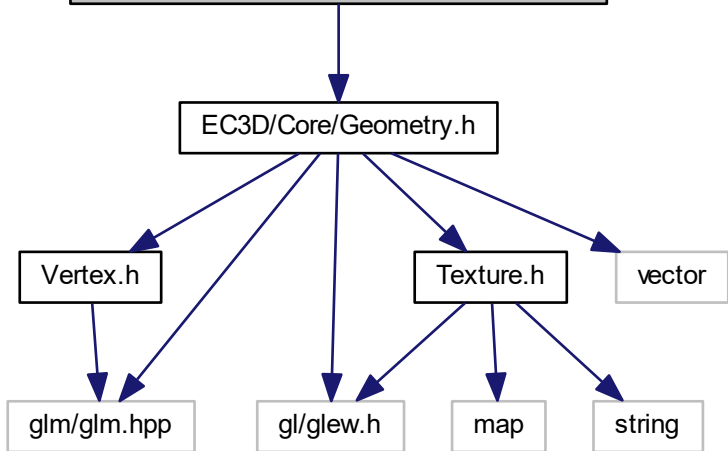 EC3D/Core/Geometry.h
Vertex.h
Texture.h
vector
glm/glm.hpp
gl/glew.h
map
string